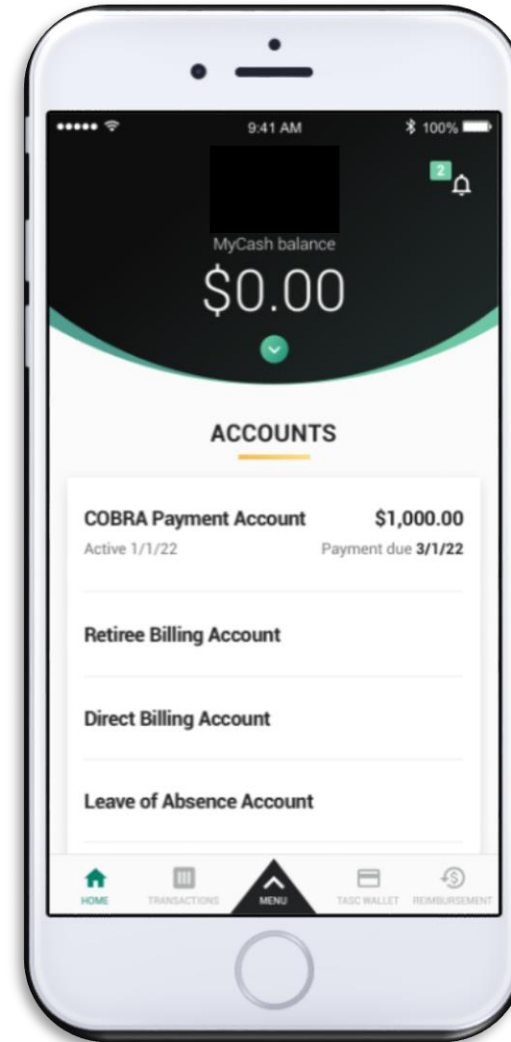 9:41 AM
100%
2
MyCash balance
$0.00
ACCOUNTS
COBRA Payment Account $1,000.00
Active 1/1/22 Payment due 3/1/22
Retiree Billing Account
Direct Billing Account
Leave of Absence Account
HOME TRANSACTIONS MENU TASC WALLET REIMBURSEMENT